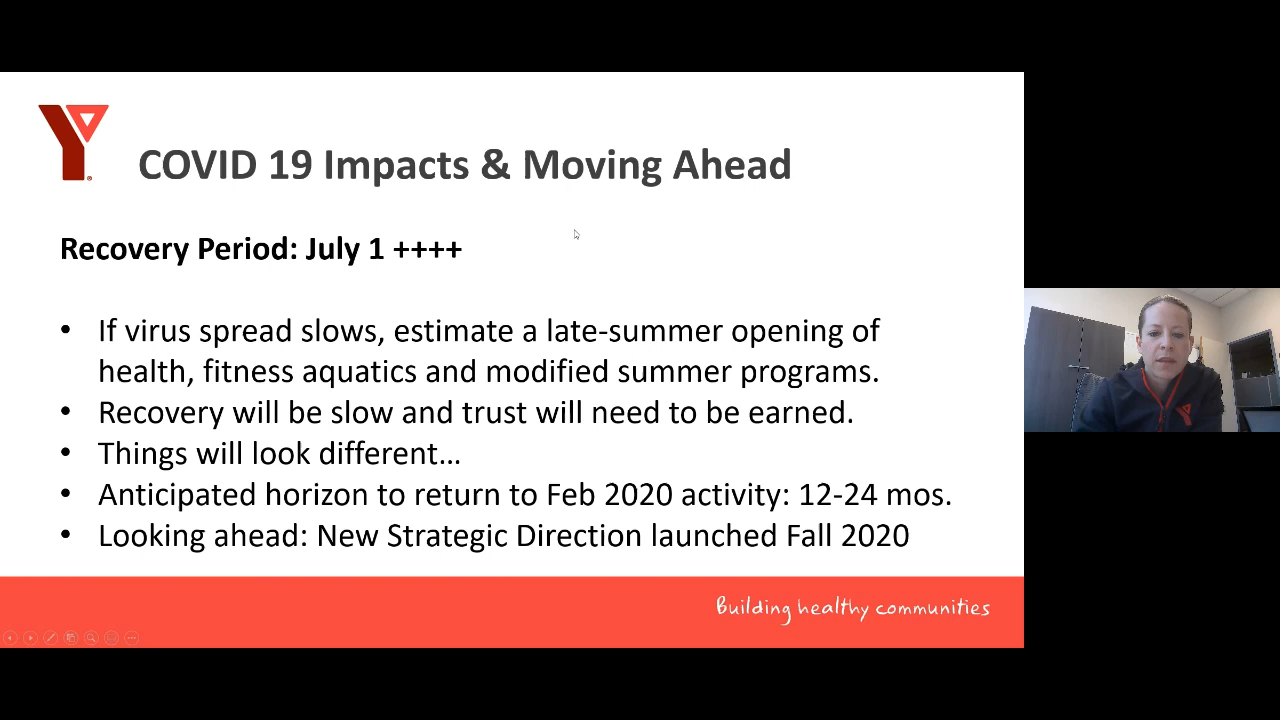 COVID 19 Impacts & Moving Ahead
Recovery Period: July 1 ++++
• If virus spread slows, estimate a late-summer opening of
health, fitness aquatics and modified summer programs.
• Recovery will be slow and trust will need to be earned.
• Things will look different…
• Anticipated horizon to return to Feb 2020 activity: 12-24 mos.
• Looking ahead: New Strategic Direction launched Fall 2020
Building healthy communities